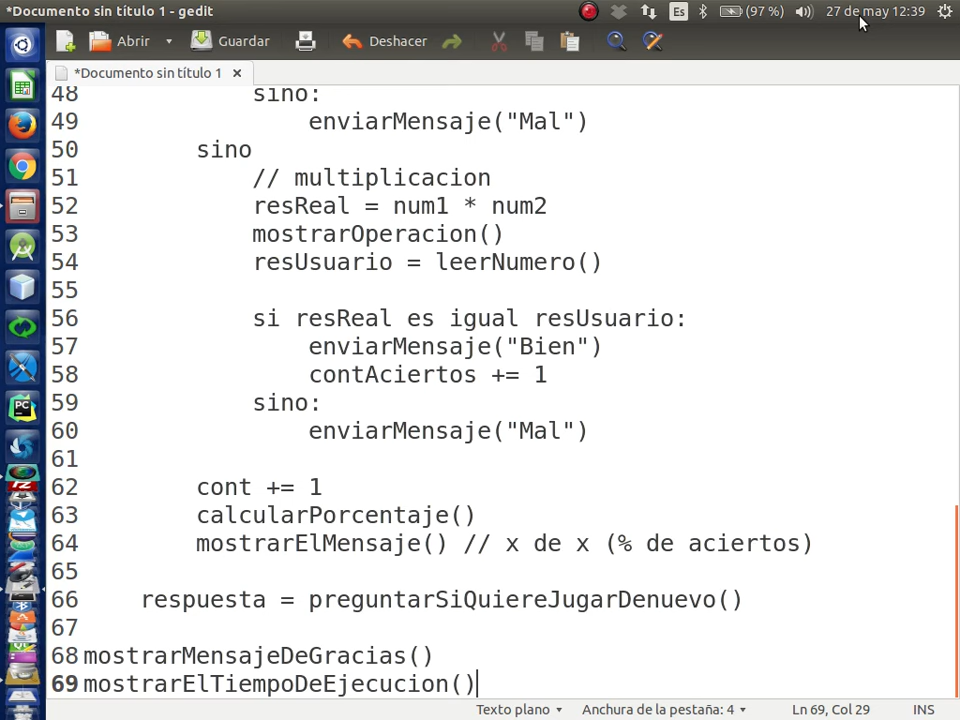 *Documento sin título 1 - gedit
Es
(97 %)
27 de may 12:39
Abrir
Guardar
Deshacer
*Documento sin título 1
48 sino:
49 enviarMensaje("Mal")
50 sino
51 // multiplicacion
52 resReal = num1 * num2
53 mostrarOperacion()
54 resUsuario = leerNumero()
55
56 si resReal es igual resUsuario:
57 enviarMensaje("Bien")
58 contAciertos += 1
59 sino:
60 enviarMensaje("Mal")
61
62 cont += 1
63 calcularPorcentaje()
64 mostrarElMensaje() // x de x (% de aciertos)
65
66 respuesta = preguntarSiQuiereJugarDenuevo()
67
68 mostrarMensajeDeGracias()
69 mostrarElTiempoDeEjecucion()
PC
Texto plano
Anchura de la pestaña: 4
Ln 69, Col 29
INS